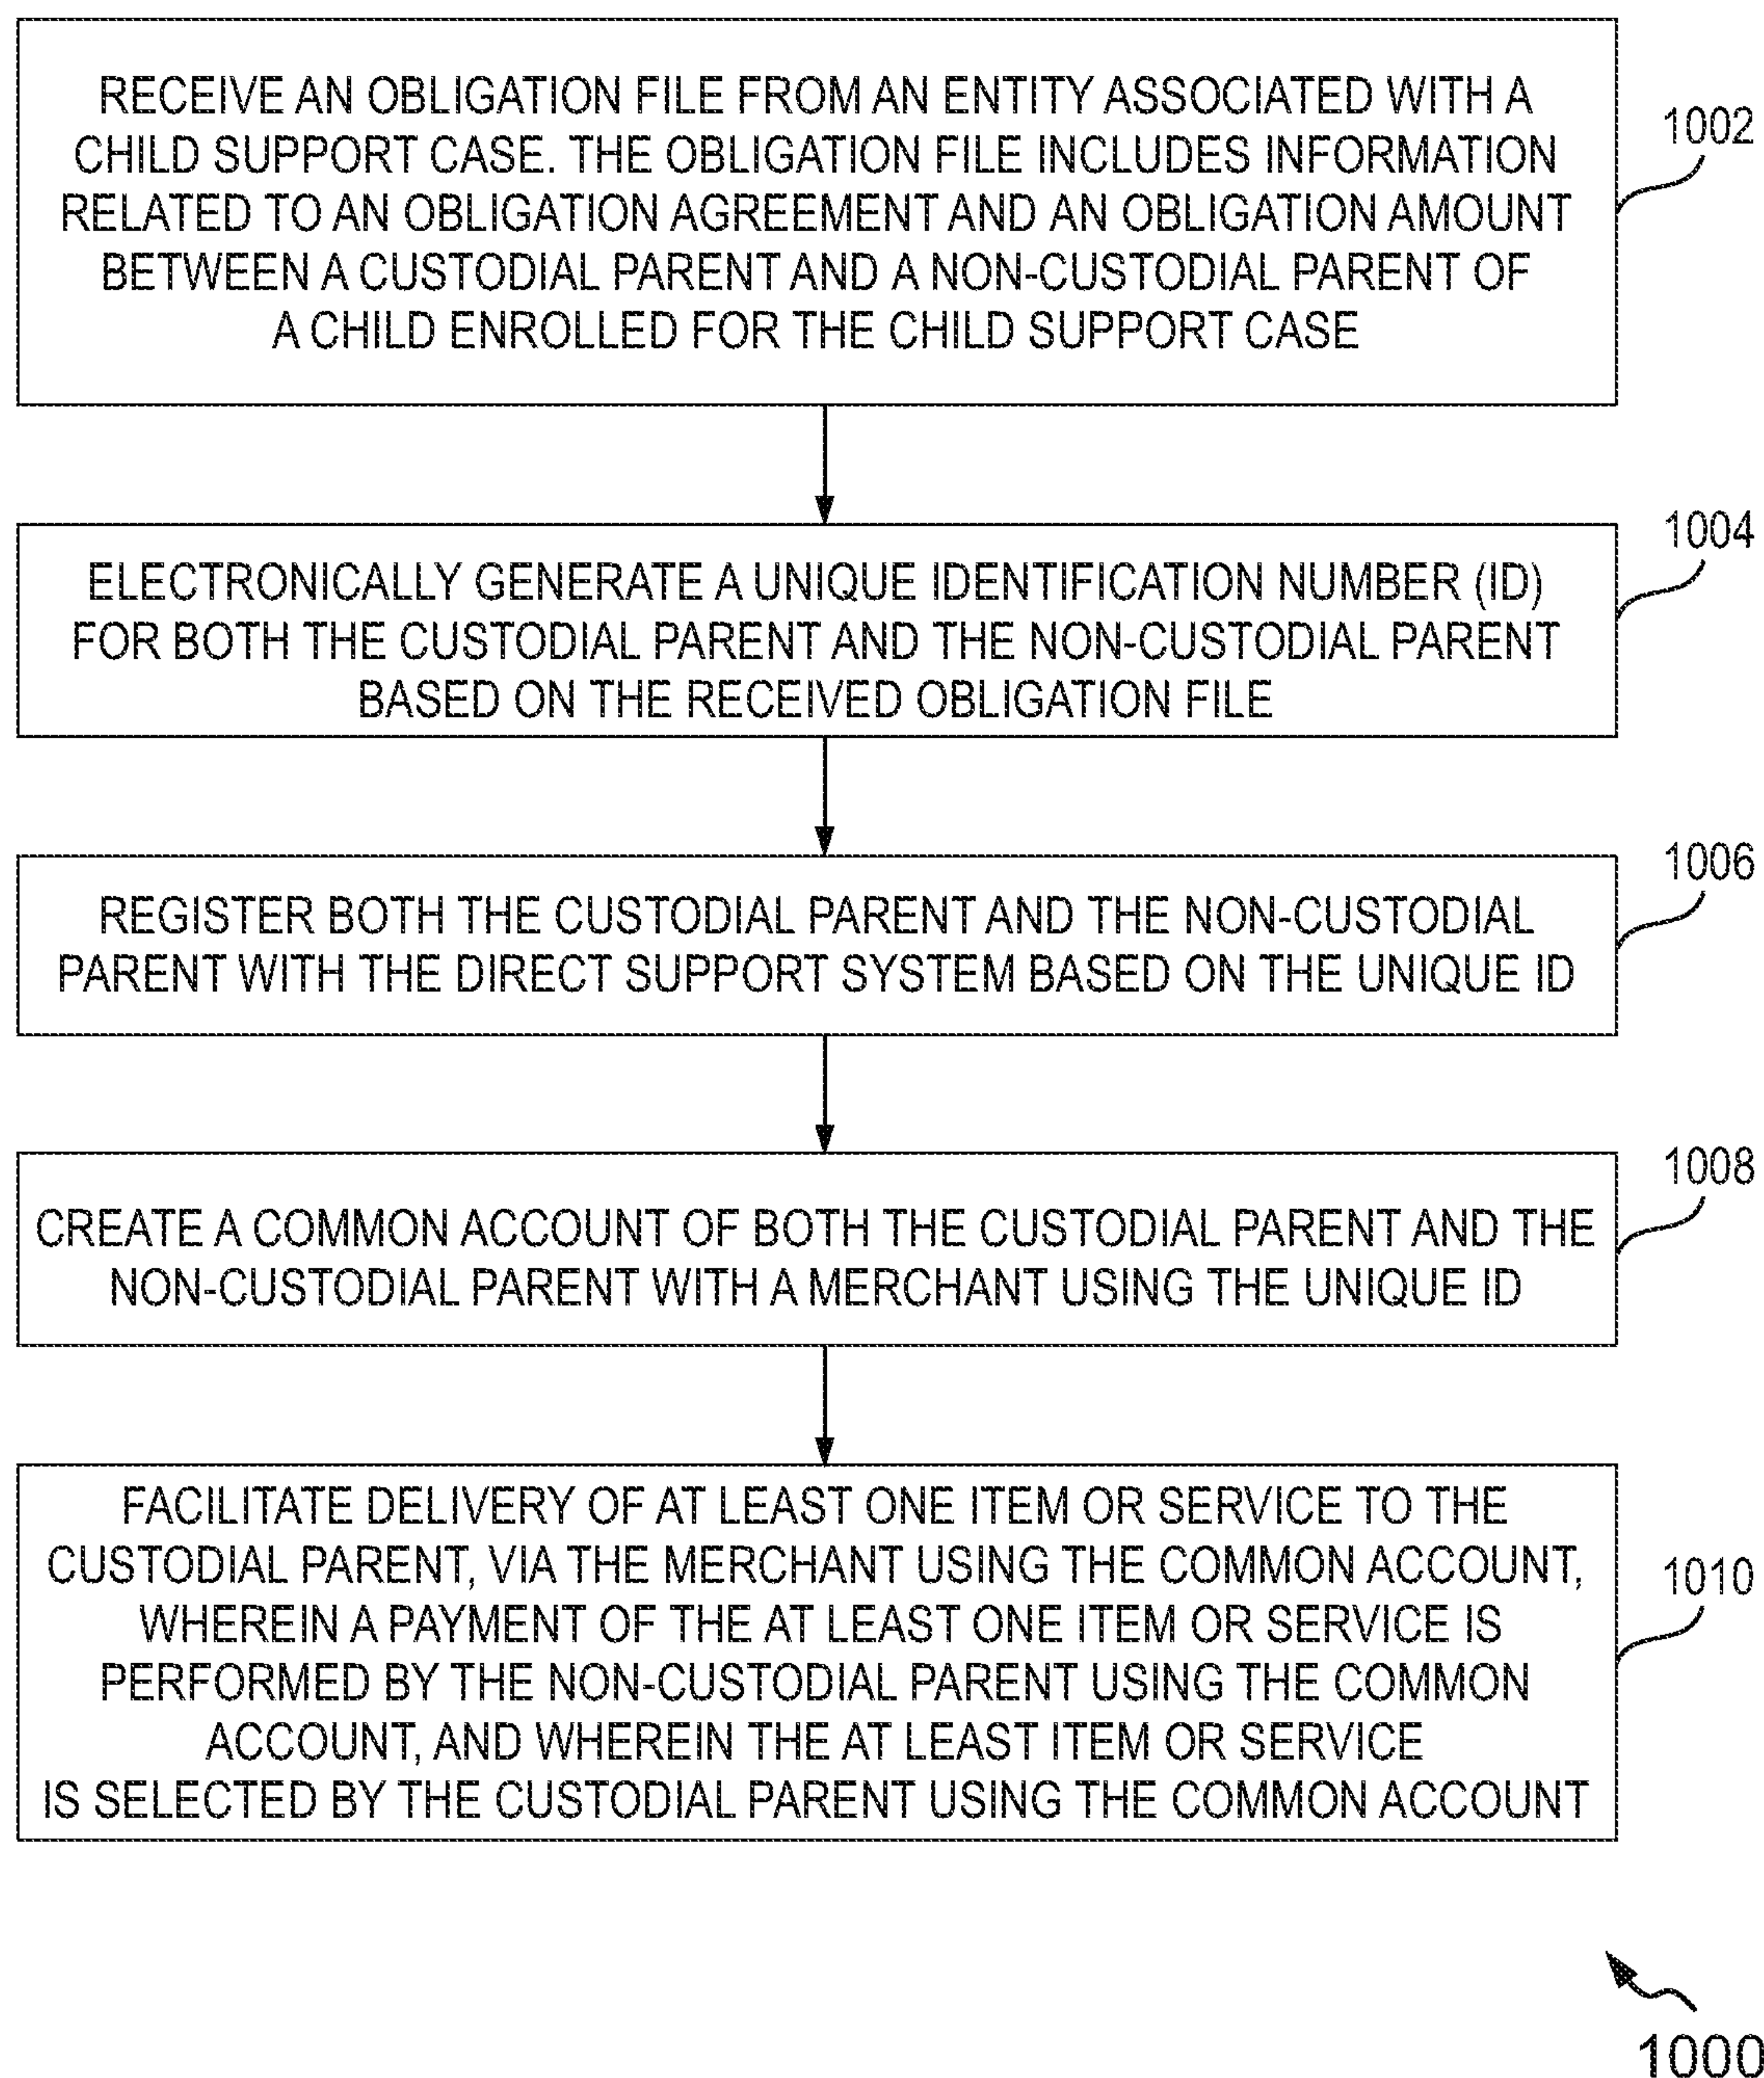 RECEIVE AN OBLIGATION FILE FROM AN ENTITY ASSOCIATED WITH A
CHILD SUPPORT CASE. THE OBLIGATION FILE INCLUDES INFORMATION
RELATED TO AN OBLIGATION AGREEMENT AND AN OBLIGATION AMOUNT
BETWEEN A CUSTODIAL PARENT AND A NON-CUSTODIAL PARENT OF
A CHILD ENROLLED FOR THE CHILD SUPPORT CASE
1002
ELECTRONICALLY GENERATE A UNIQUE IDENTIFICATION NUMBER (ID)
FOR BOTH THE CUSTODIAL PARENT AND THE NON-CUSTODIAL PARENT
BASED ON THE RECEIVED OBLIGATION FILE
1004
REGISTER BOTH THE CUSTODIAL PARENT AND THE NON-CUSTODIAL
PARENT WITH THE DIRECT SUPPORT SYSTEM BASED ON THE UNIQUE ID
1006
CREATE A COMMON ACCOUNT OF BOTH THE CUSTODIAL PARENT AND THE
NON-CUSTODIAL PARENT WITH A MERCHANT USING THE UNIQUE ID
1008
FACILITATE DELIVERY OF AT LEAST ONE ITEM OR SERVICE TO THE
CUSTODIAL PARENT, VIA THE MERCHANT USING THE COMMON ACCOUNT,
WHEREIN A PAYMENT OF THE AT LEAST ONE ITEM OR SERVICE IS
PERFORMED BY THE NON-CUSTODIAL PARENT USING THE COMMON
ACCOUNT, AND WHEREIN THE AT LEAST ITEM OR SERVICE
IS SELECTED BY THE CUSTODIAL PARENT USING THE COMMON ACCOUNT
1010
1000